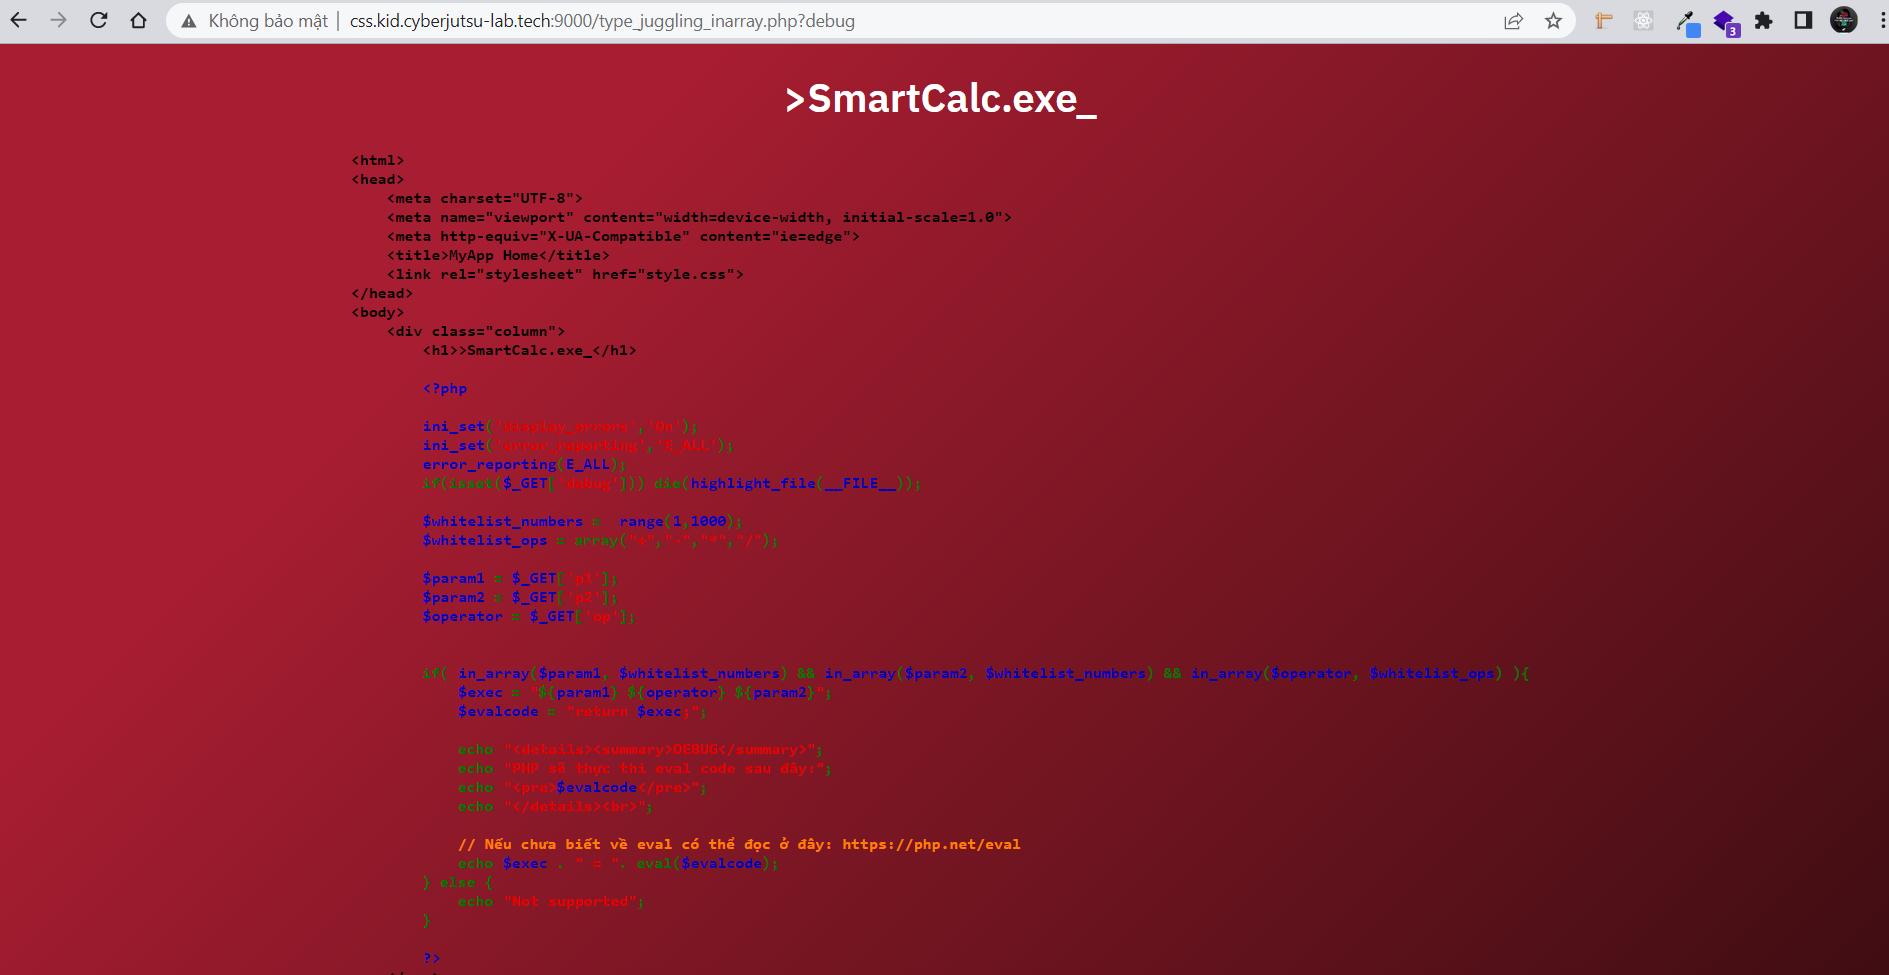 Không bảo mật | css.kid.cyberjutsu-lab.tech:9000/type_juggling_inarray.php?debug
3
>SmartCalc.exe_
<html>
<head>
    <meta charset="UTF-8">
    <meta name="viewport" content="width=device-width, initial-scale=1.0">
    <meta http-equiv="X-UA-Compatible" content="ie=edge">
    <title>MyApp Home</title>
    <link rel="stylesheet" href="style.css">
</head>
<body>
    <div class="column">
        <h1>>SmartCalc.exe_</h1>
        <?php
        ini_set('display_errors','On');
        ini_set('error_reporting','E_ALL');
        error_reporting(E_ALL);
        if(isset($_GET['debug'])) die(highlight_file(__FILE__));
        $whitelist_numbers =  range(1,1000);
        $whitelist_ops = array("+","-","*","/");
        $param1 = $_GET['p1'];
        $param2 = $_GET['p2'];
        $operator = $_GET['op'];
        if( in_array($param1, $whitelist_numbers) && in_array($param2, $whitelist_numbers) && in_array($operator, $whitelist_ops) ){
            $exec = "${param1} ${operator} ${param2}";
            $evalcode = "return $exec;";
            echo "<details><summary>DEBUG</summary>";
            echo "PHP sẽ thực thi eval code sau đây:";
            echo "<pre>$evalcode</pre>";
            echo "</details><br>";
            // Nếu chưa biết về eval có thể đọc ở đây: https://php.net/eval
            echo $exec . " = ". eval($evalcode);
        } else {
            echo "Not supported";
        }
        ?>